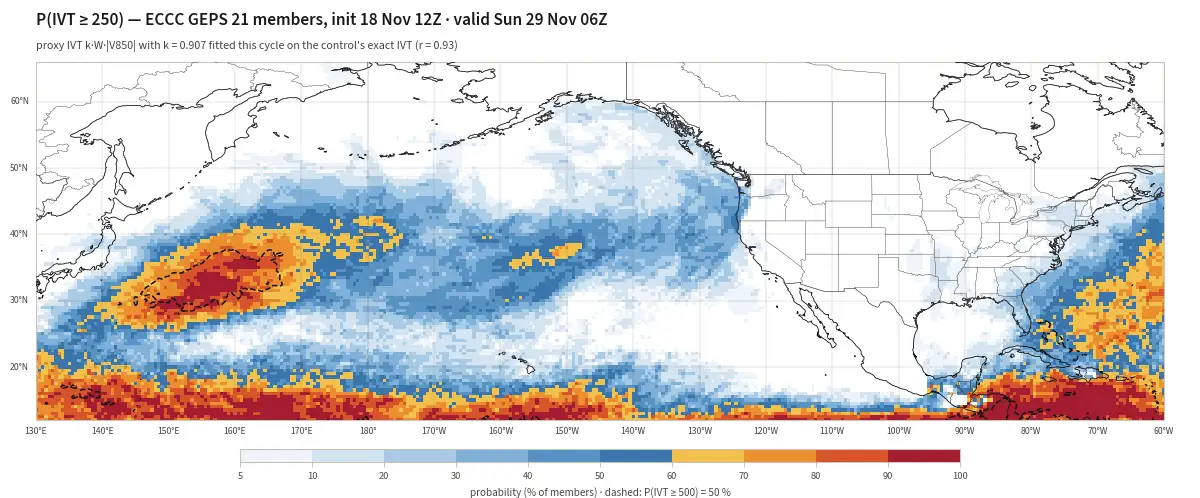 P(IVT ≥ 250) — ECCC GEPS 21 members, init 18 Nov 12Z · valid Sun 29 Nov 06Z
proxy IVT k·W·|V850| with k = 0.907 fitted this cycle on the control's exact IVT (r = 0.93)
60°N
50°N
40°N
30°N
20°N
130°E 140°E 150°E 160°E 170°E 180° 170°W 160°W 150°W 140°W 130°W 120°W 110°W 100°W 90°W 80°W 70°W 60°W
5 10 20 30 40 50 60 70 80 90 100
probability (% of members) · dashed: P(IVT ≥ 500) = 50 %